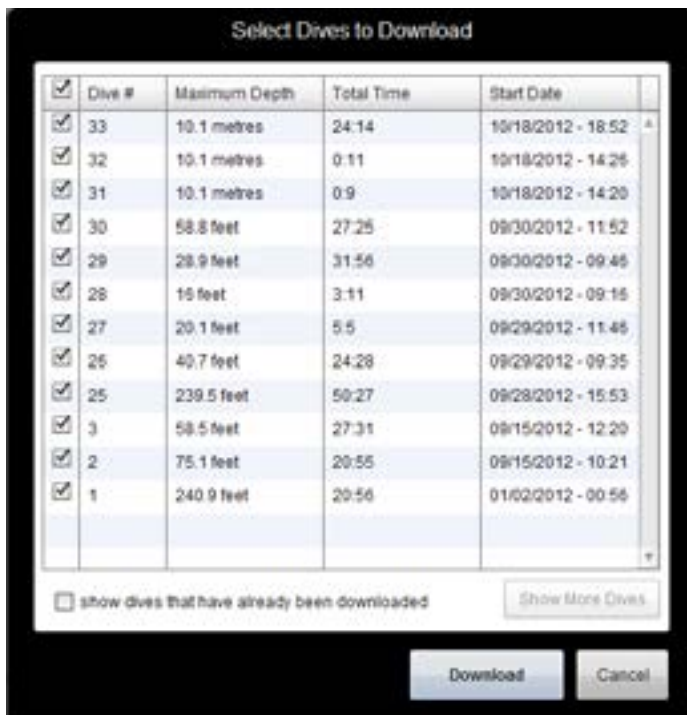 Select Dives to Download
Dive # Maximum Depth Total Time Start Date
33 10.1 metres 24:14 10/18/2012 - 18:52
32 10.1 metres 0:11 10/18/2012 - 14:26
31 10.1 metres 0:9 10/18/2012 - 14:20
30 58.8 feet 27:25 09/30/2012 - 11:52
29 28.9 feet 31:56 09/30/2012 - 09:46
28 16 feet 3:11 09/30/2012 - 09:16
27 20.1 feet 5:5 09/29/2012 - 11:46
26 40.7 feet 24:28 09/29/2012 - 09:35
25 239.5 feet 50:27 09/28/2012 - 15:53
3 58.5 feet 27:31 09/15/2012 - 12:20
2 75.1 feet 20:55 09/15/2012 - 10:21
1 240.9 feet 20:56 01/02/2012 - 00:56
show dives that have already been downloaded Show More Dives
Download Cancel